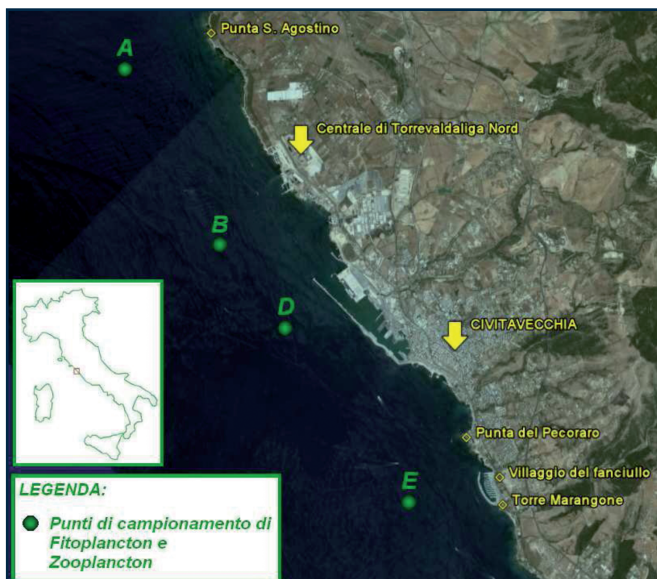 Punta S. Agostino
A
Centrale di Torrevaldaliga Nord
B
D
CIVITAVECCHIA
Punta del Pecoraro
Villaggio del fanciullo
E
Torre Marangone
LEGENDA:
Punti di campionamento di
Fitoplancton e
Zooplancton